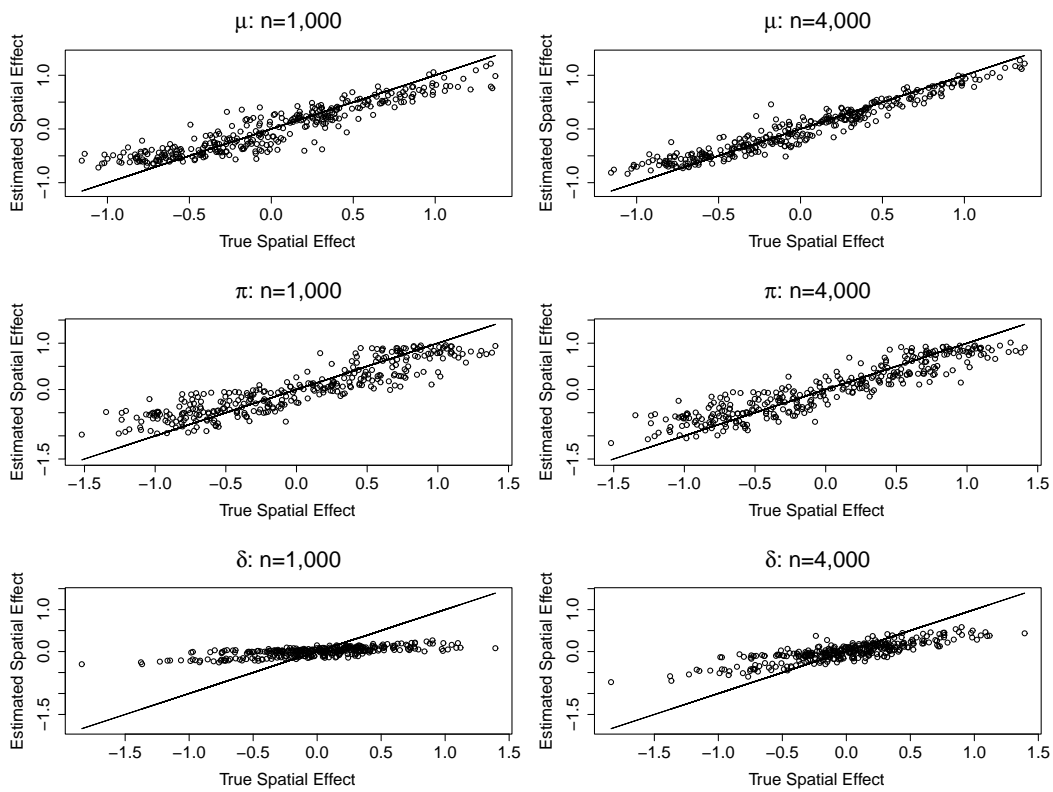 μ: n=1,000
Estimated Spatial Effect
1.0
0.0
−1.0
−1.0 −0.5 0.0 0.5 1.0
True Spatial Effect
μ: n=4,000
Estimated Spatial Effect
1.0
0.0
−1.0
−1.0 −0.5 0.0 0.5 1.0
True Spatial Effect
π: n=1,000
Estimated Spatial Effect
1.0
0.0
−1.5
−1.5 −1.0 −0.5 0.0 0.5 1.0 1.5
True Spatial Effect
π: n=4,000
Estimated Spatial Effect
1.0
0.0
−1.5
−1.5 −1.0 −0.5 0.0 0.5 1.0 1.5
True Spatial Effect
δ: n=1,000
Estimated Spatial Effect
1.0
0.0
−1.5
−1.5 −1.0 −0.5 0.0 0.5 1.0 1.5
True Spatial Effect
δ: n=4,000
Estimated Spatial Effect
1.0
0.0
−1.5
−1.5 −1.0 −0.5 0.0 0.5 1.0 1.5
True Spatial Effect